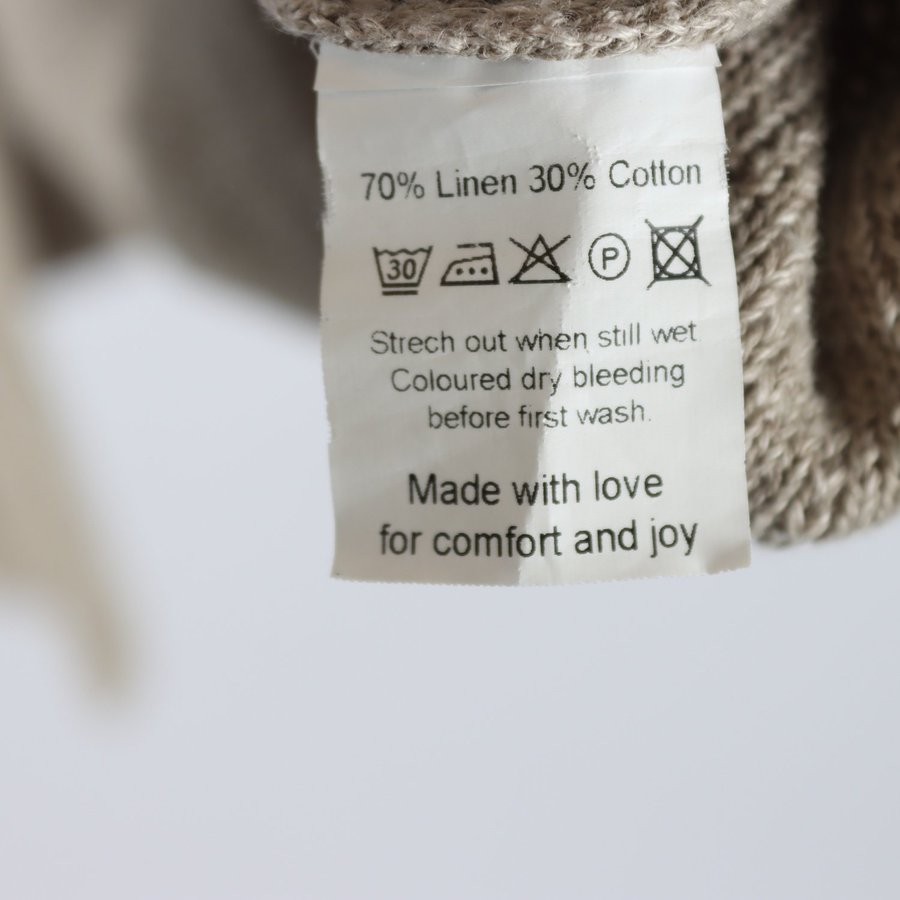 70% Linen 30% Cotton
30 P
Strech out when still wet
Coloured dry bleeding
before first wash.
Made with love
for comfort and joy